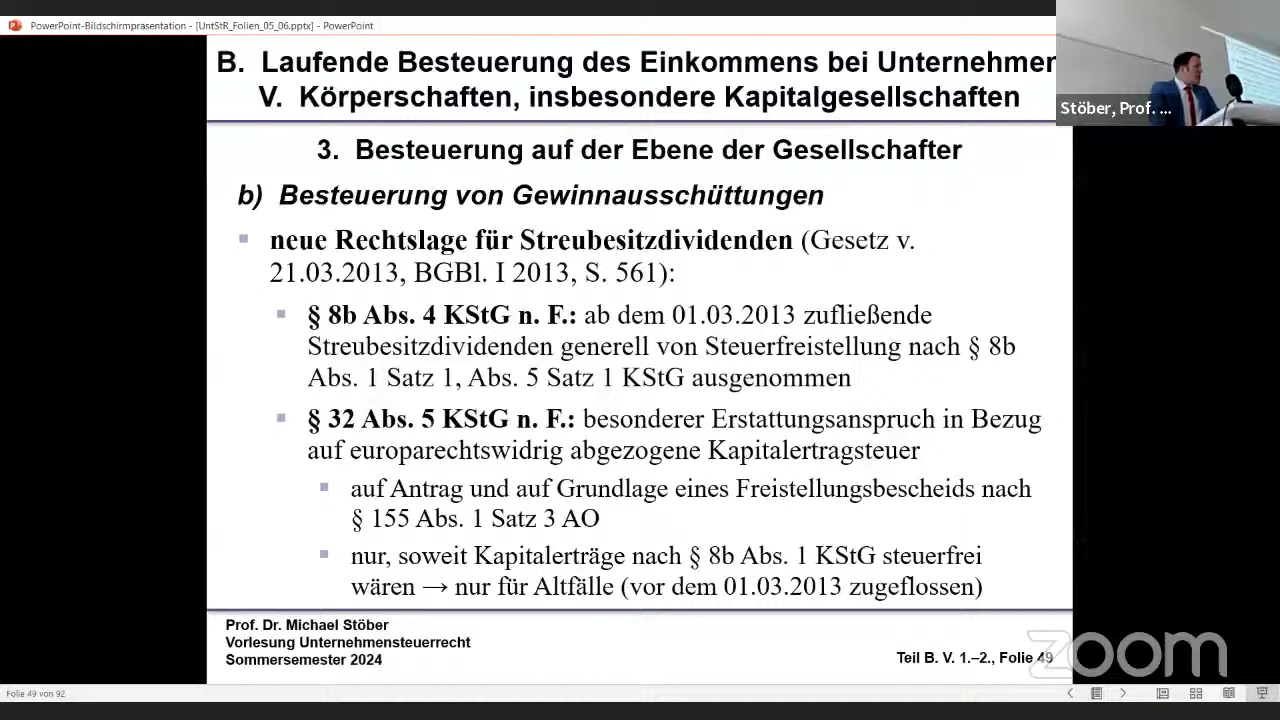 PowerPoint-Bildschirmpräsentation - [UntStR_Folien_05_06.pptx] - PowerPoint
B. Laufende Besteuerung des Einkommens bei Unternehmen
V. Körperschaften, insbesondere Kapitalgesellschaften
Stöber, Prof. ...
3. Besteuerung auf der Ebene der Gesellschafter
b) Besteuerung von Gewinnausschüttungen
neue Rechtslage für Streubesitzdividenden (Gesetz v.
21.03.2013, BGBl. I 2013, S. 561):
§ 8b Abs. 4 KStG n. F.: ab dem 01.03.2013 zufließende
Streubesitzdividenden generell von Steuerfreistellung nach § 8b
Abs. 1 Satz 1, Abs. 5 Satz 1 KStG ausgenommen
§ 32 Abs. 5 KStG n. F.: besonderer Erstattungsanspruch in Bezug
auf europarechtswidrig abgezogene Kapitalertragsteuer
auf Antrag und auf Grundlage eines Freistellungsbescheids nach
§ 155 Abs. 1 Satz 3 AO
nur, soweit Kapitalerträge nach § 8b Abs. 1 KStG steuerfrei
wären → nur für Altfälle (vor dem 01.03.2013 zugeflossen)
Prof. Dr. Michael Stöber
Vorlesung Unternehmensteuerrecht
Sommersemester 2024
Teil B. V. 1.–2., Folie 49
zoom
Folie 49 von 92